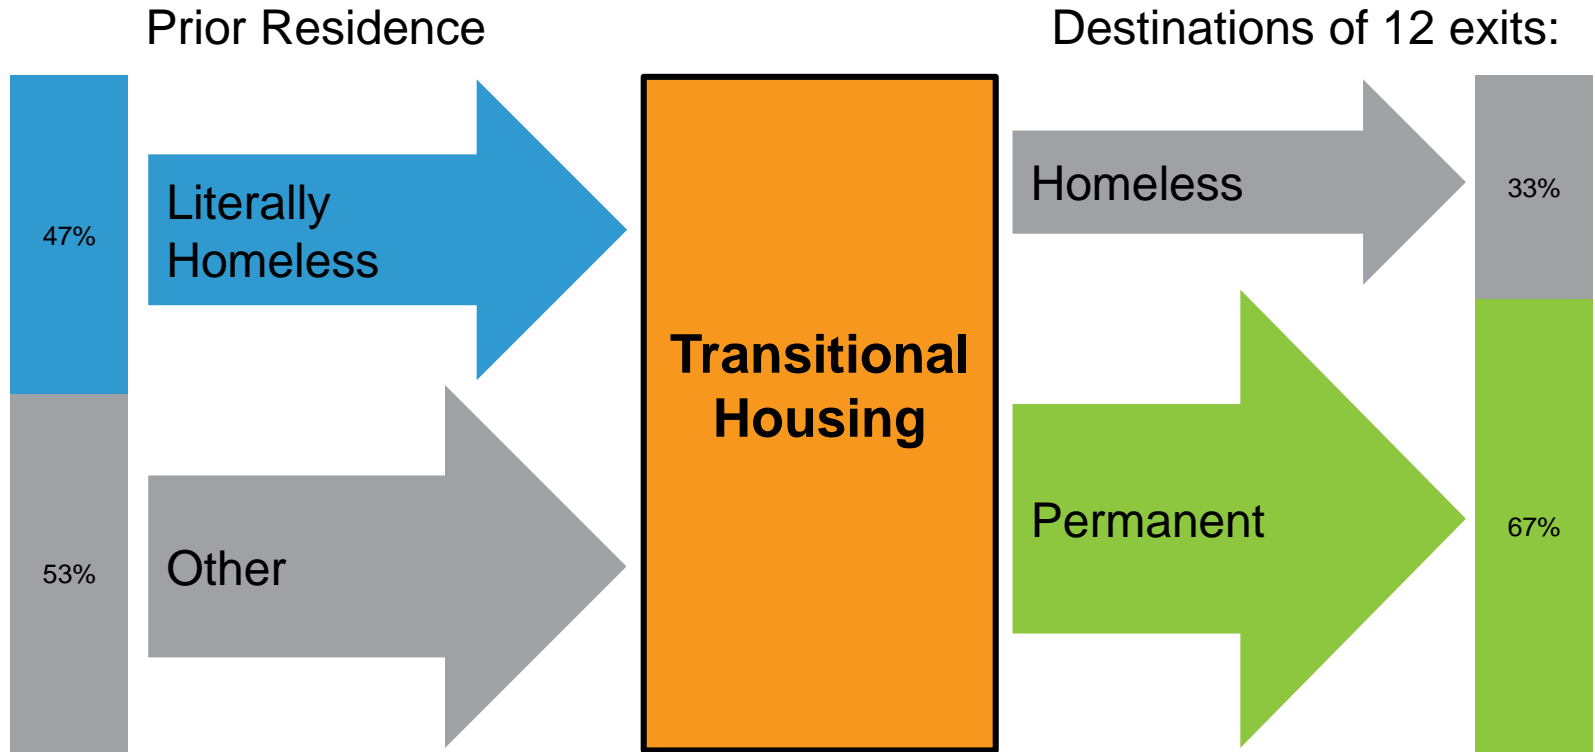 Prior Residence
Destinations of 12 exits:
47%
Literally
Homeless
53%
Other
Transitional
Housing
Homeless
33%
Permanent
67%